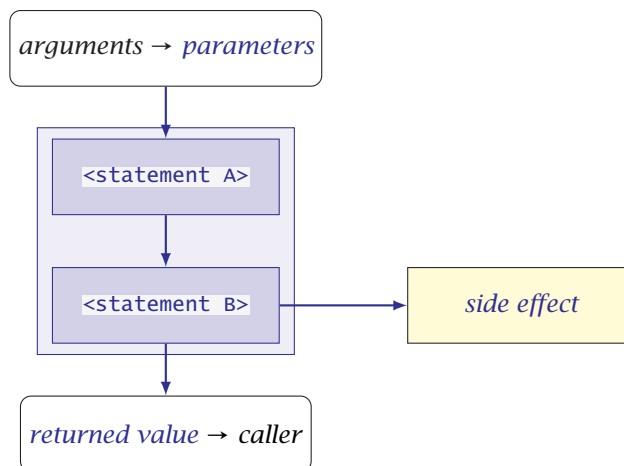 arguments → parameters
<statement A>
<statement B>
side effect
returned value → caller